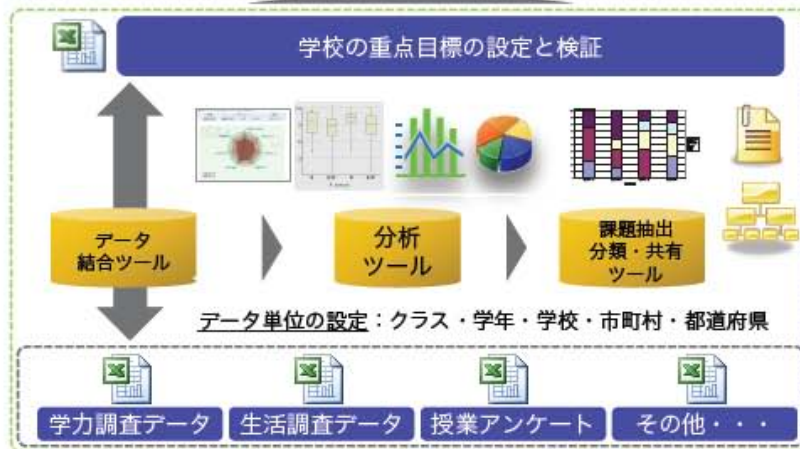 学校の重点目標の設定と検証
データ
結合ツール
分析
ツール
課題抽出
分類・共有
ツール
データ単位の設定：クラス・学年・学校・市町村・都道府県
学力調査データ
生活調査データ
授業アンケート
その他・・・